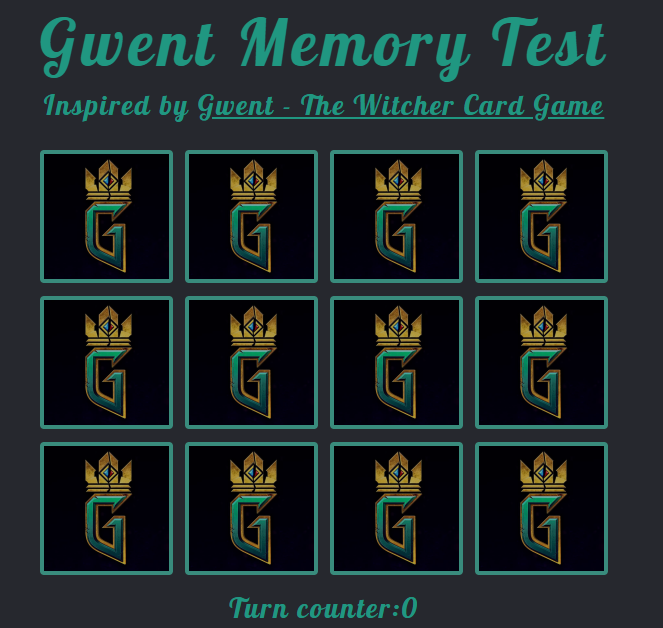 Gwent Memory Test
Inspired by Gwent - The Witcher Card Game
G G G G
G G G G
G G G G
Turn counter:0